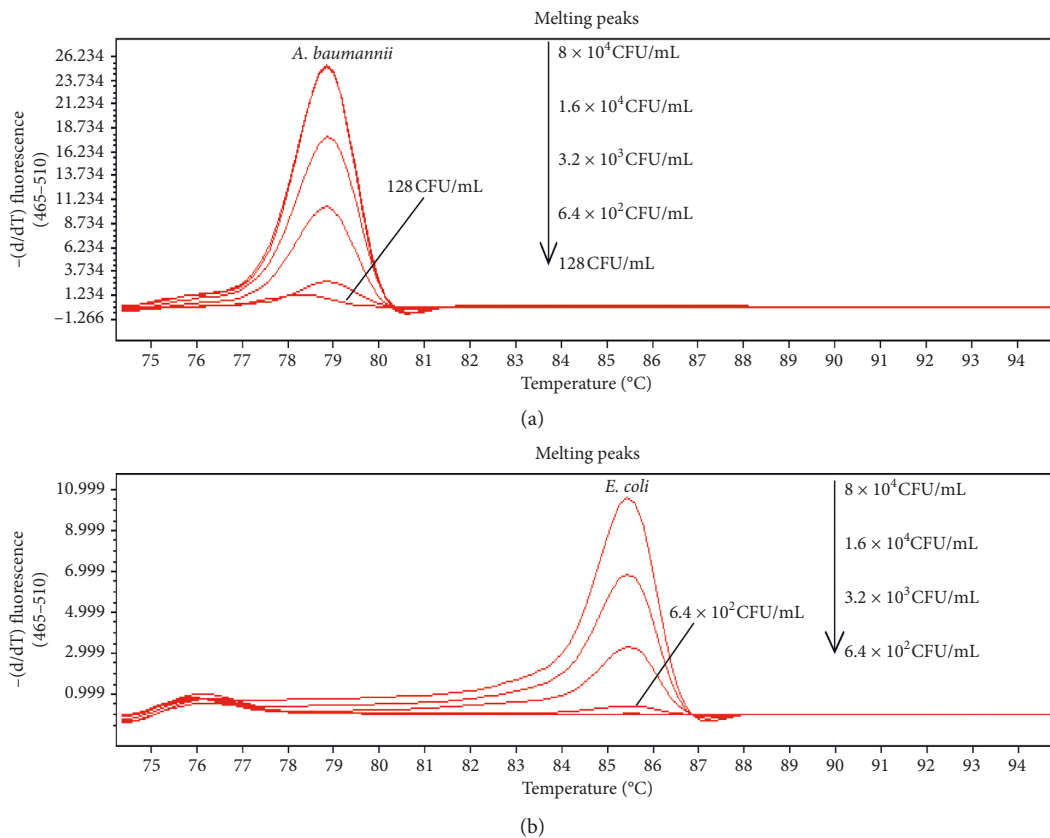 Melting peaks
A. baumannii
26.234
23.734
21.234
18.734
16.234
13.734
11.234
8.734
6.234
3.734
1.234
−1.266
−(d/dT) fluorescence
(465–510)
128 CFU/mL
8 × 10⁴ CFU/mL
1.6 × 10⁴ CFU/mL
3.2 × 10³ CFU/mL
6.4 × 10² CFU/mL
128 CFU/mL
75 76 77 78 79 80 81 82 83 84 85 86 87 88 89 90 91 92 93 94
Temperature (°C)
(a)
Melting peaks
E. coli
10.999
8.999
6.999
4.999
2.999
0.999
−(d/dT) fluorescence
(465–510)
6.4 × 10² CFU/mL
8 × 10⁴ CFU/mL
1.6 × 10⁴ CFU/mL
3.2 × 10³ CFU/mL
6.4 × 10² CFU/mL
75 76 77 78 79 80 81 82 83 84 85 86 87 88 89 90 91 92 93 94
Temperature (°C)
(b)